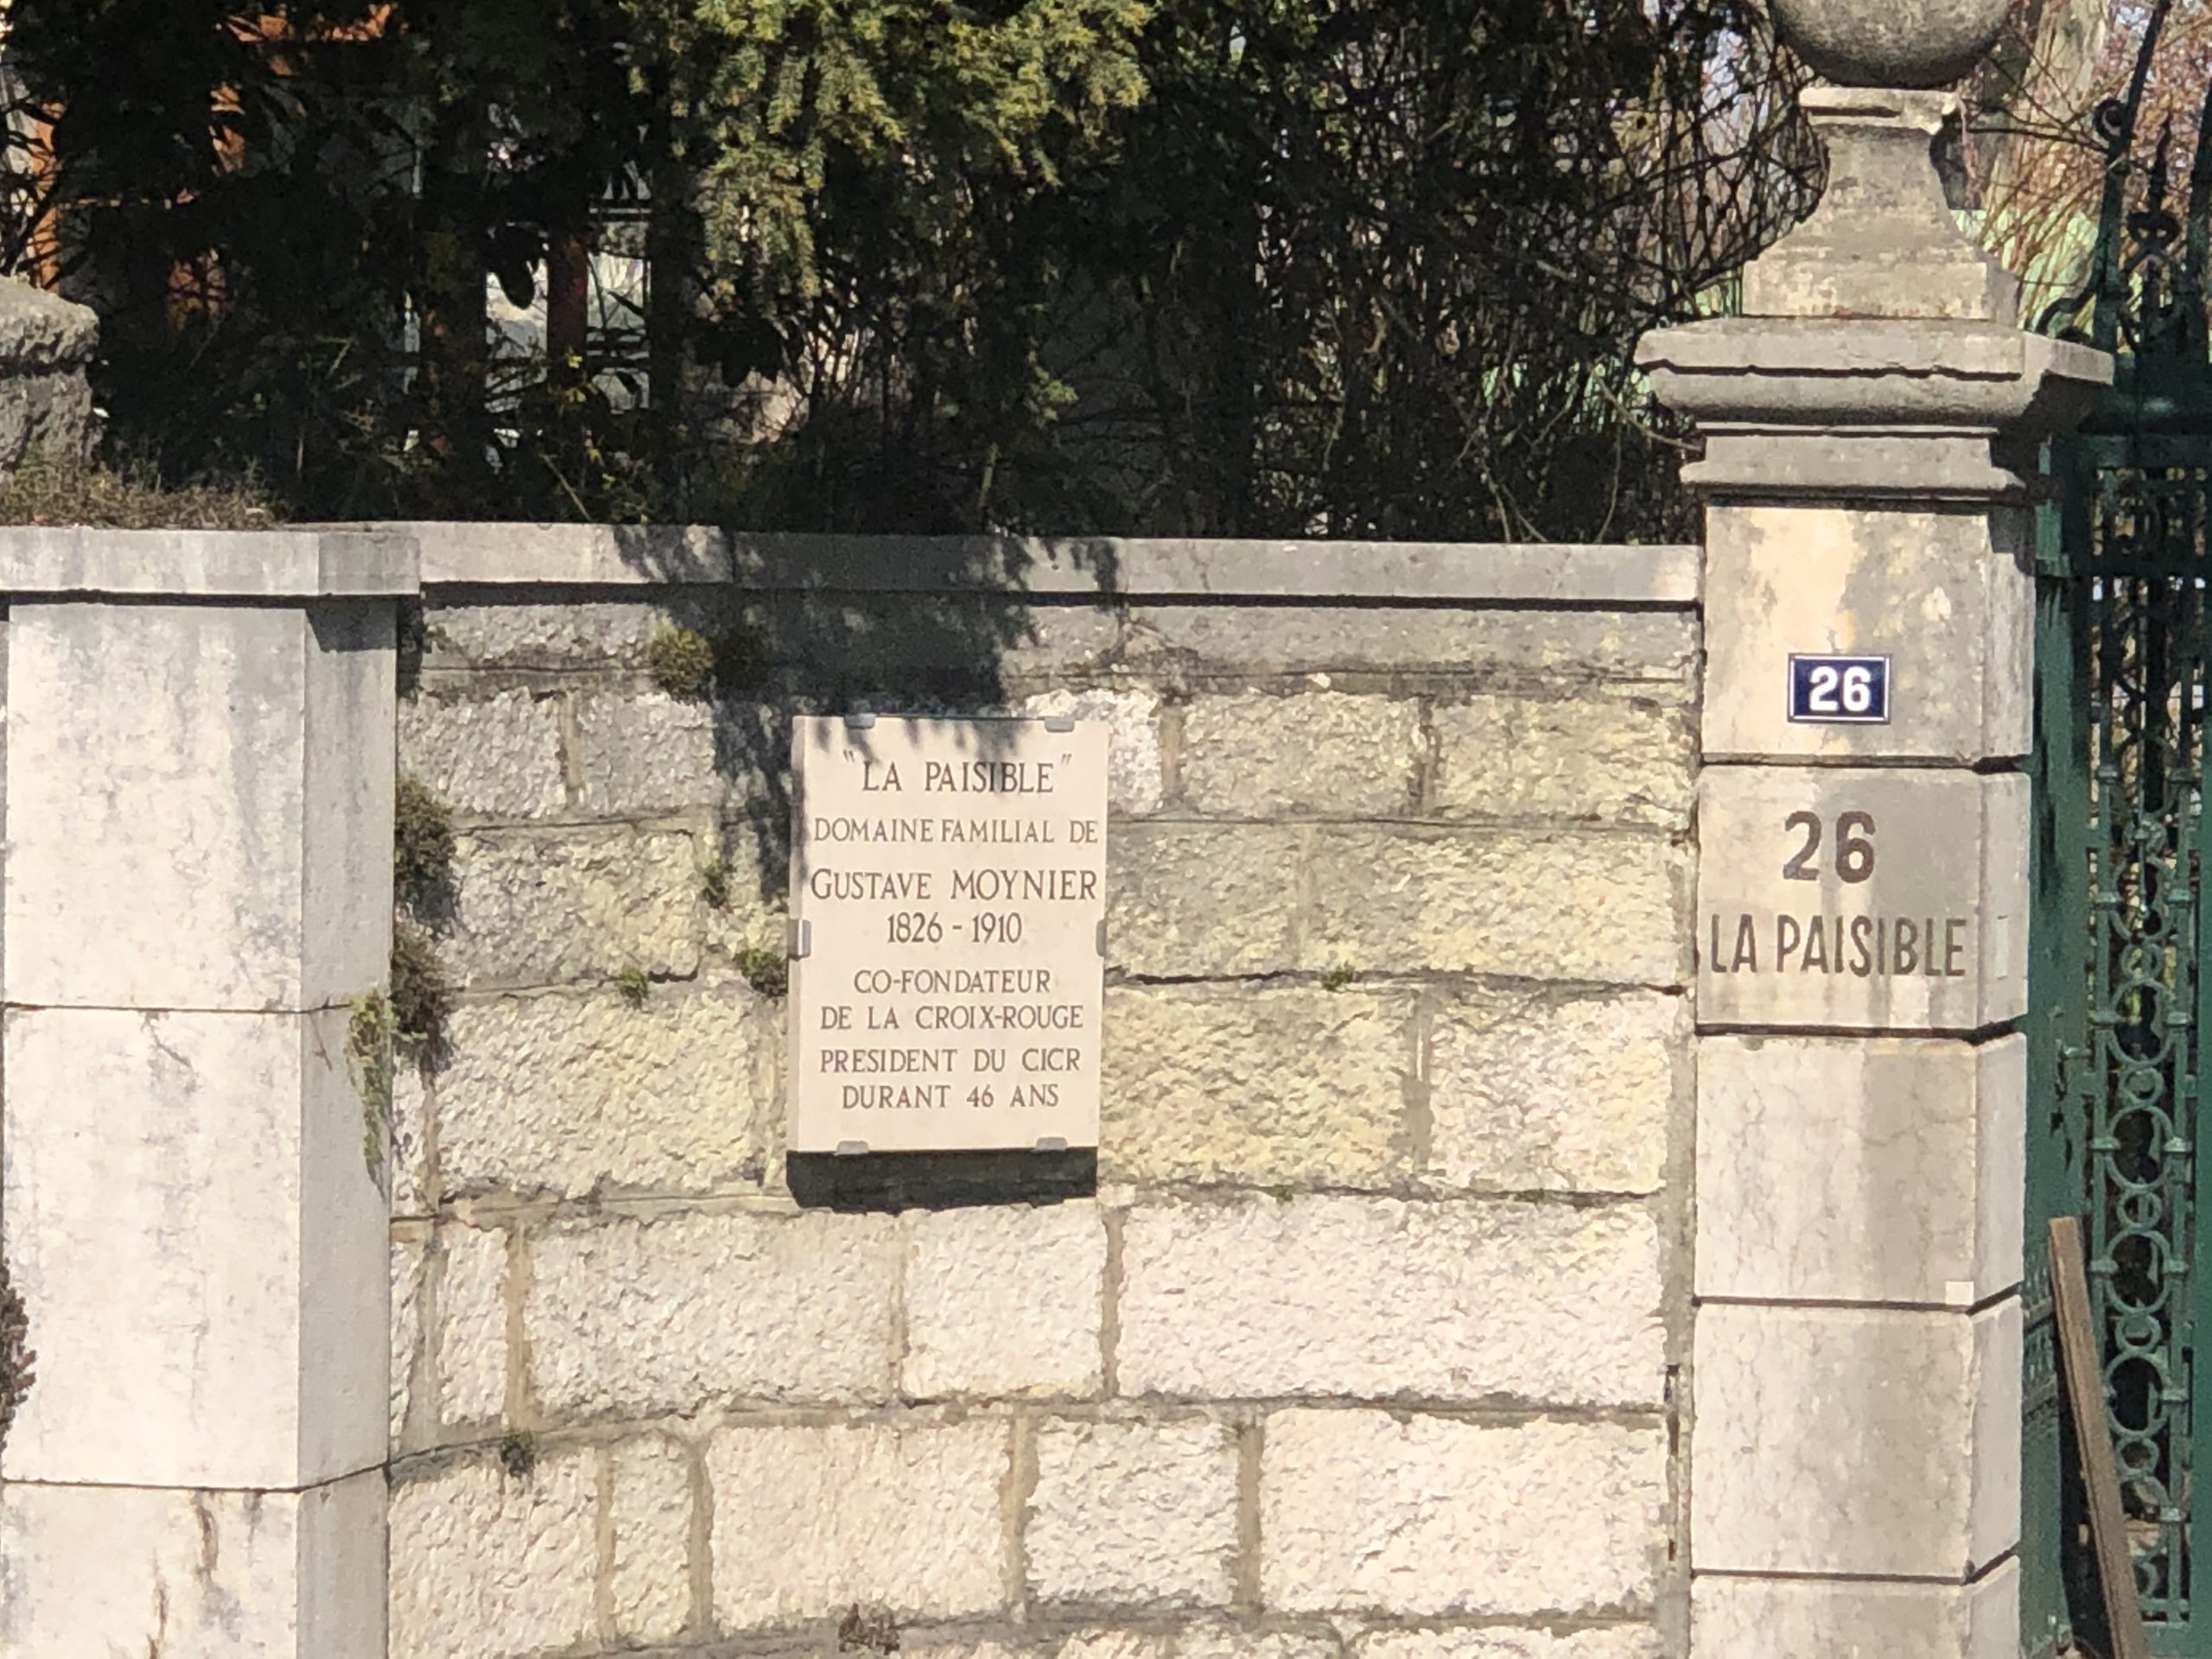 "LA PAISIBLE"
DOMAINE FAMILIAL DE
GUSTAVE MOYNIER
1826 - 1910
CO-FONDATEUR
DE LA CROIX-ROUGE
PRESIDENT DU CICR
DURANT 46 ANS
26
26
LA PAISIBLE